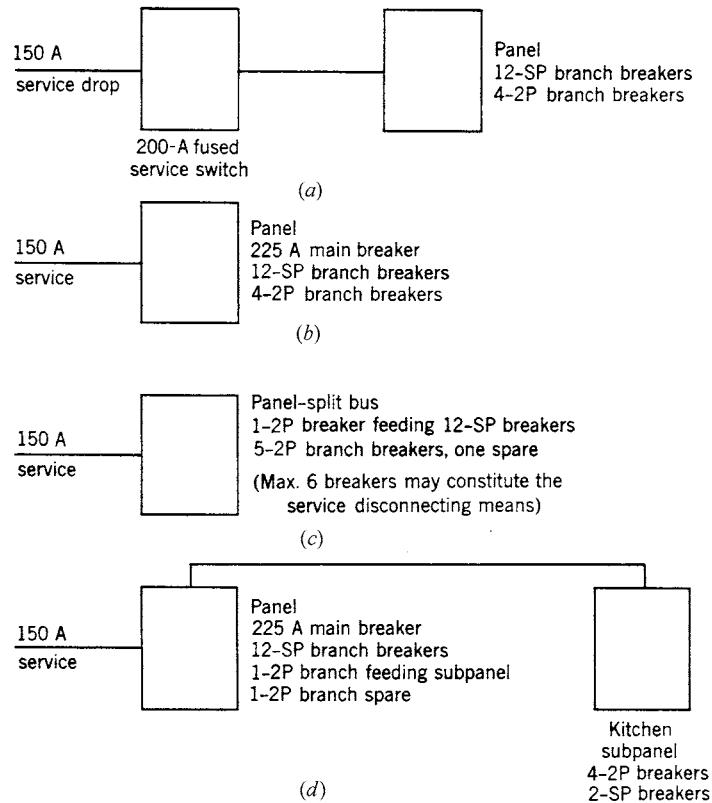 150 A
service drop
200-A fused
service switch
Panel
12-SP branch breakers
4-2P branch breakers
(a)
150 A
service
Panel
225 A main breaker
12-SP branch breakers
4-2P branch breakers
(b)
150 A
service
Panel-split bus
1-2P breaker feeding 12-SP breakers
5-2P branch breakers, one spare
(Max. 6 breakers may constitute the
service disconnecting means)
(c)
150 A
service
Panel
225 A main breaker
12-SP branch breakers
1-2P branch feeding subpanel
1-2P branch spare
Kitchen
subpanel
4-2P breakers
2-SP breakers
(d)